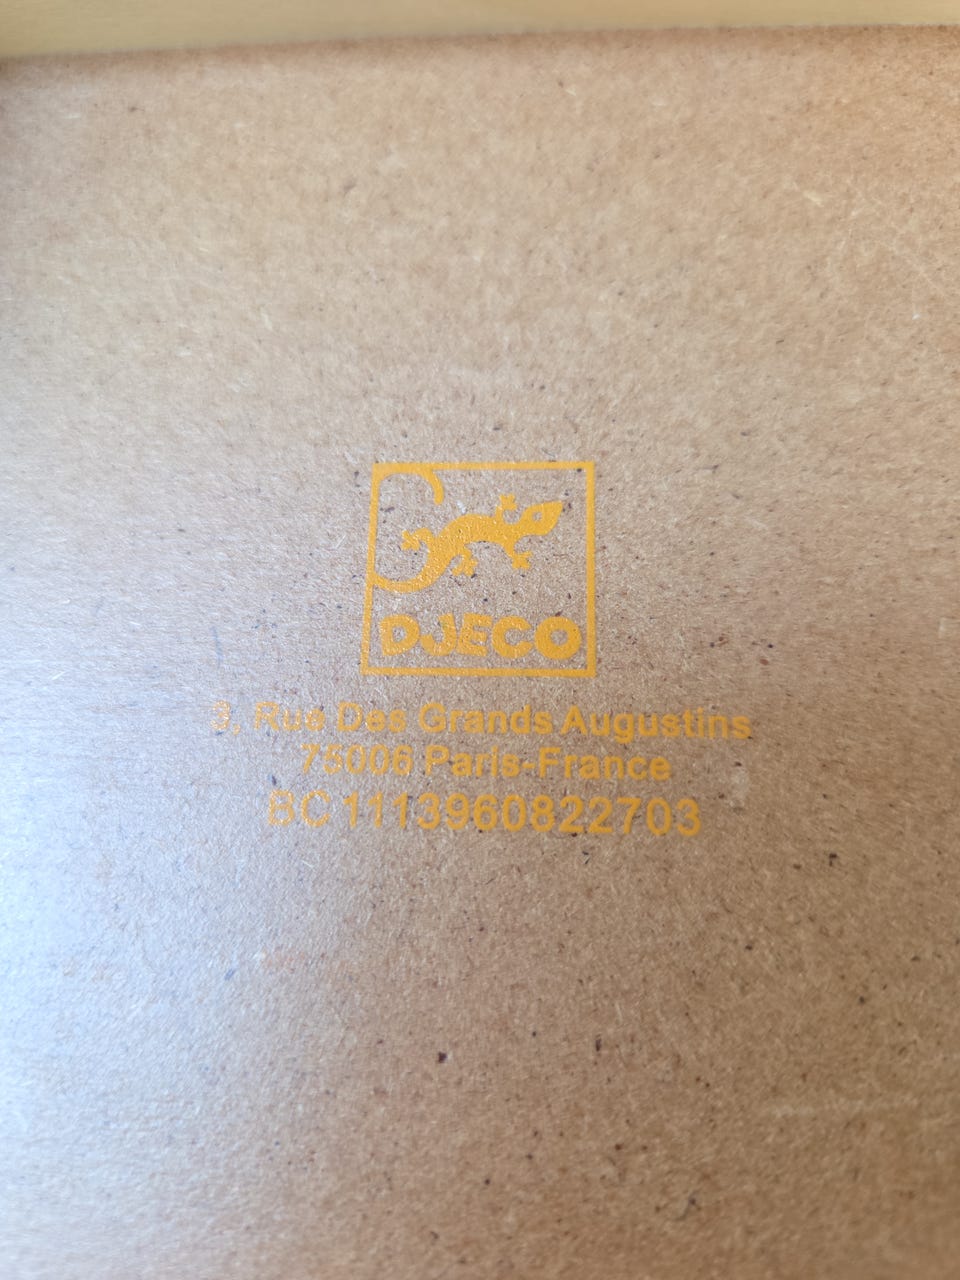 DJECO
3, Rue Des Grands Augustins
75006 Paris-France
BC1113960822703